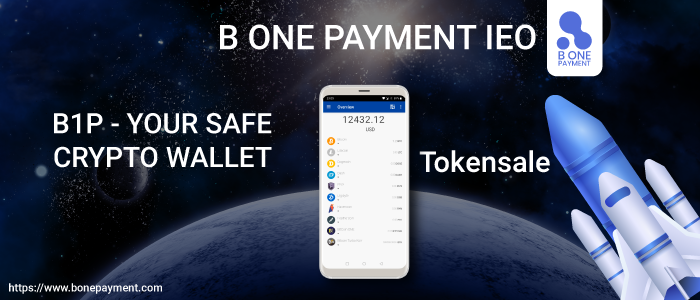 B ONE PAYMENT IEO
B ONE
PAYMENT
B1P - YOUR SAFE
CRYPTO WALLET
Overview
12432.12
USD
Tokensale
https://www.bonepayment.com